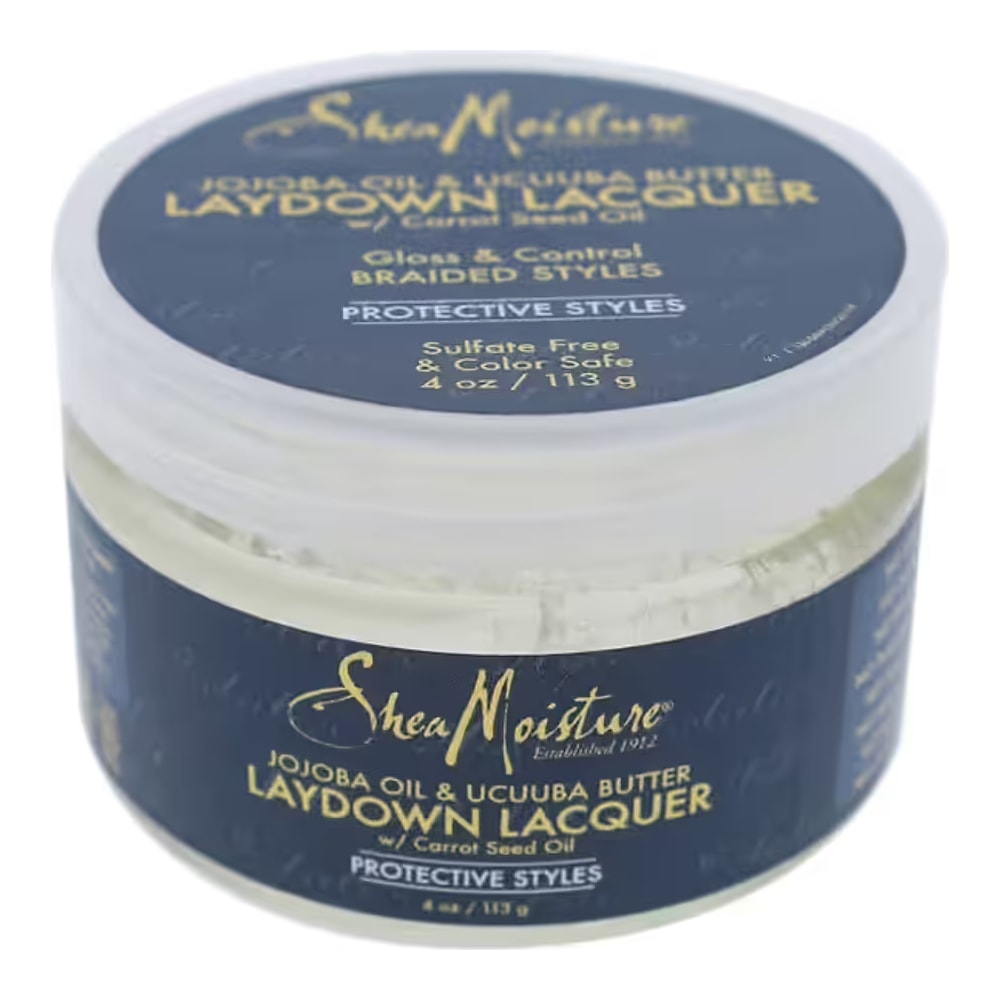 SheaMoisture
JOJOBA OIL & UCUUBA BUTTER
LAYDOWN LACQUER
w/ Carrot Seed Oil
Gloss & Control
BRAIDED STYLES
PROTECTIVE STYLES
Sulfate Free
& Color Safe
4 oz / 113 g
SheaMoisture®
Established 1912
JOJOBA OIL & UCUUBA BUTTER
LAYDOWN LACQUER
w/ Carrot Seed Oil
PROTECTIVE STYLES
4 oz / 113 g